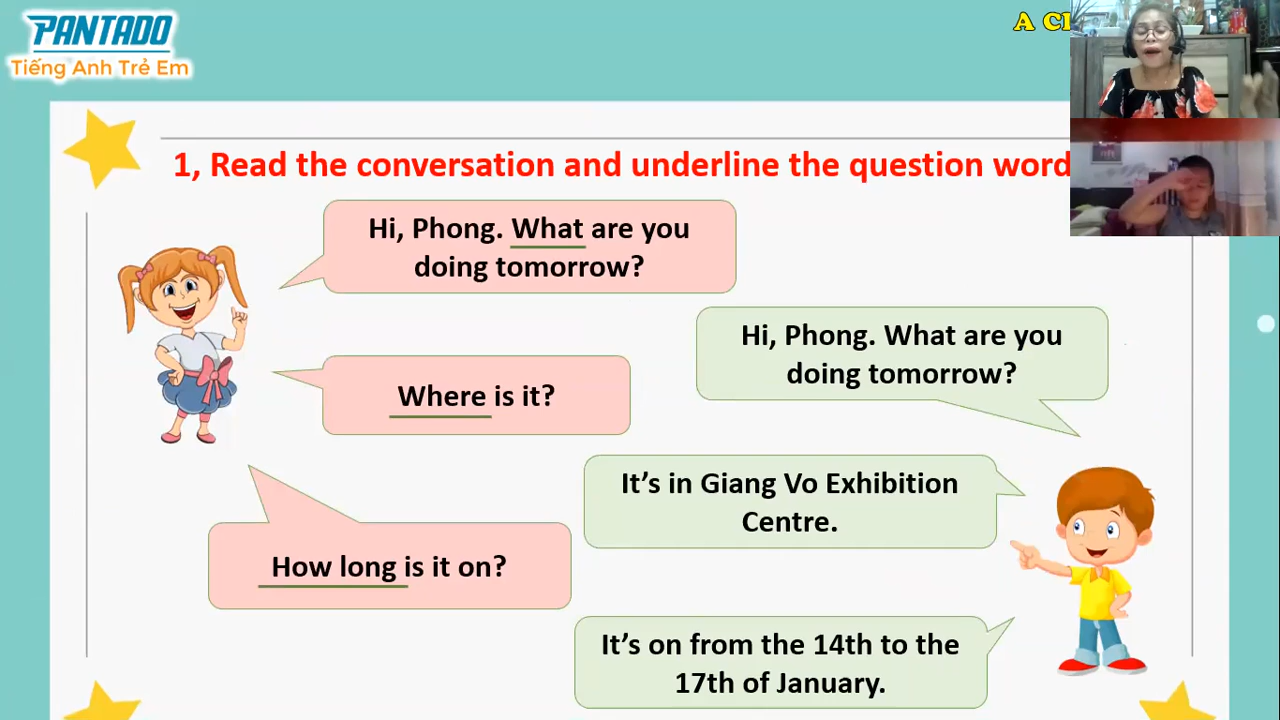 PANTADO
Tiếng Anh Trẻ Em
1, Read the conversation and underline the question word
Hi, Phong. What are you
doing tomorrow?
Hi, Phong. What are you
doing tomorrow?
Where is it?
It's in Giang Vo Exhibition
Centre.
How long is it on?
It's on from the 14th to the
17th of January.